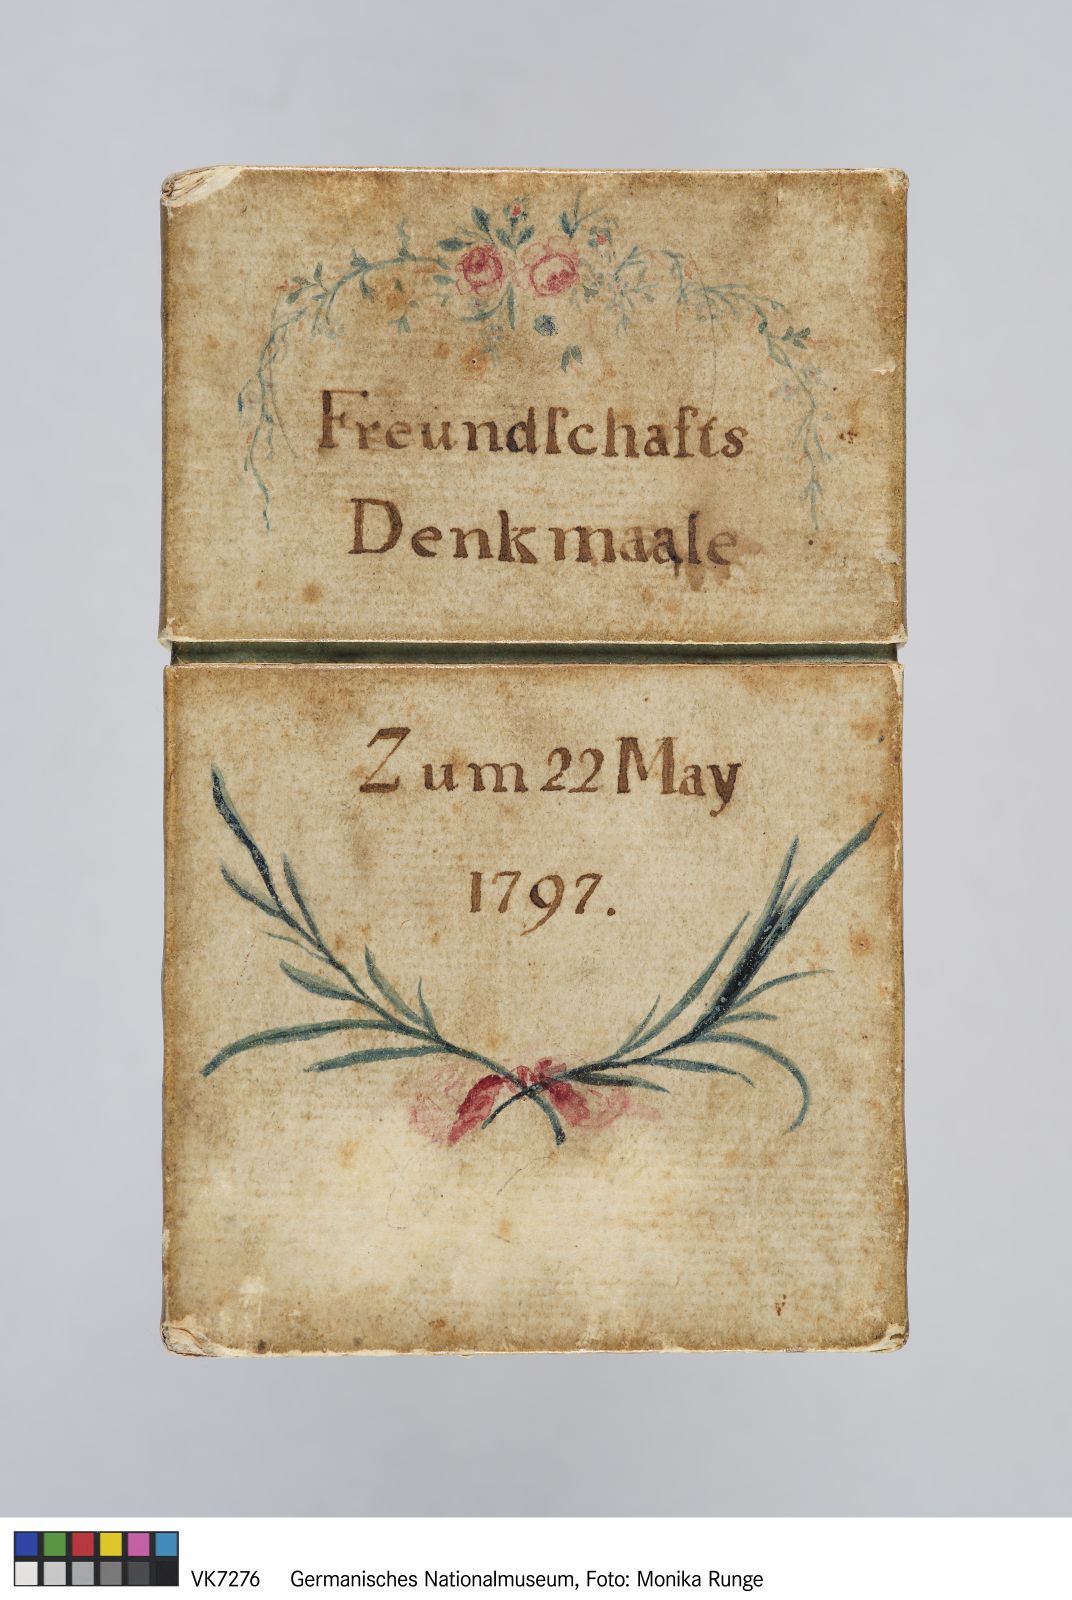 Freundſchafts
Denkmaale
Zum 22 May
1797.
VK7276 Germanisches Nationalmuseum, Foto: Monika Runge